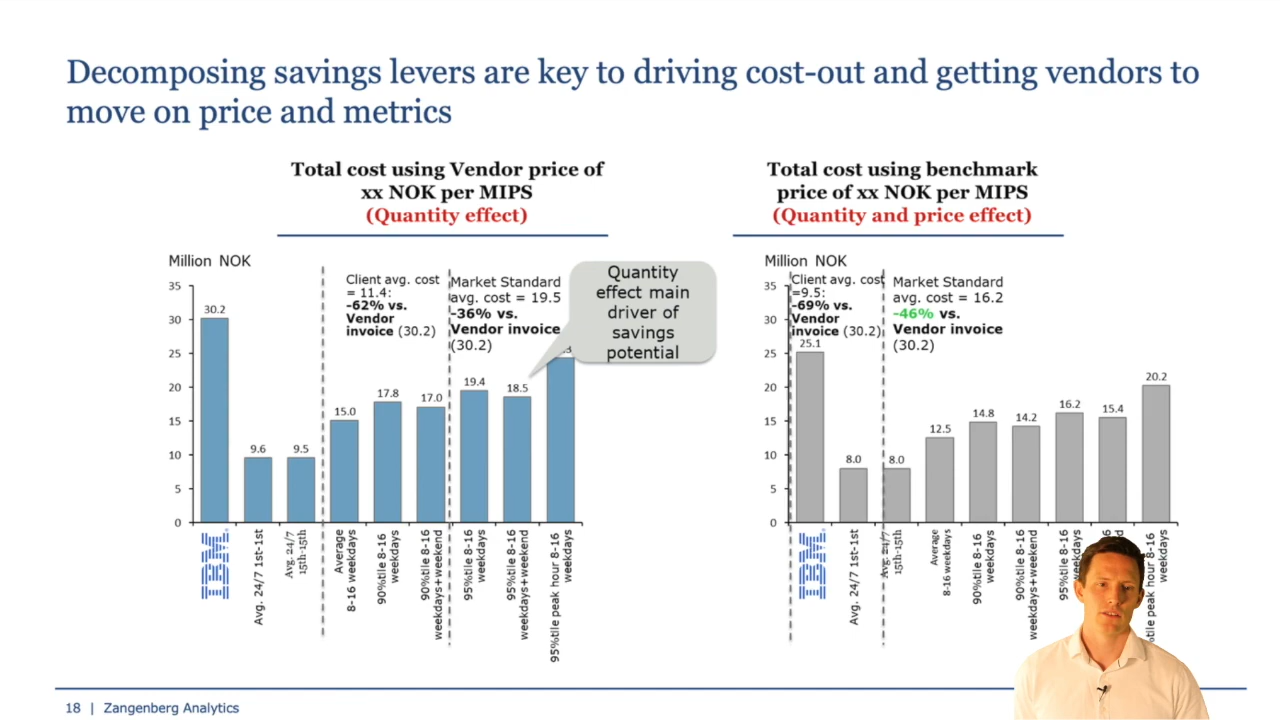 Decomposing savings levers are key to driving cost-out and getting vendors to
move on price and metrics
Total cost using Vendor price of
xx NOK per MIPS
(Quantity effect)
Million NOK
35
30
25
20
15
10
5
0
Client avg. cost
= 11.4:
-62% vs.
Vendor
invoice (30.2)
Market Standard
avg. cost = 19.5
-36% vs.
Vendor invoice
(30.2)
Quantity
effect main
driver of
savings
potential
30.2
9.6
9.5
15.0
17.8
17.0
19.4
18.5
IBM
Avg. 24/7 1st-1st
Avg. 24/7
15th-15th
Average
8-16 weekdays
90%tile 8-16
weekdays
90%tile 8-16
weekdays+weekend
95%tile 8-16
weekdays
95%tile 8-16
weekdays+weekend
95%tile peak hour 8-16
weekdays
Total cost using benchmark
price of xx NOK per MIPS
(Quantity and price effect)
Million NOK
35
30
25
20
15
10
5
0
Client avg. cost
=9.5:
-69% vs.
Vendor
invoice (30.2)
Market Standard
avg. cost = 16.2
-46% vs.
Vendor invoice
(30.2)
25.1
8.0
8.0
12.5
14.8
14.2
16.2
15.4
20.2
IBM
Avg. 24/7 1st-1st
Avg. 24/7
15th-15th
Average
8-16 weekdays
90%tile 8-16
weekdays
90%tile 8-16
weekdays+weekend
95%tile 8-16
weekdays
peak hour 8-16
weekdays
18 | Zangenberg Analytics